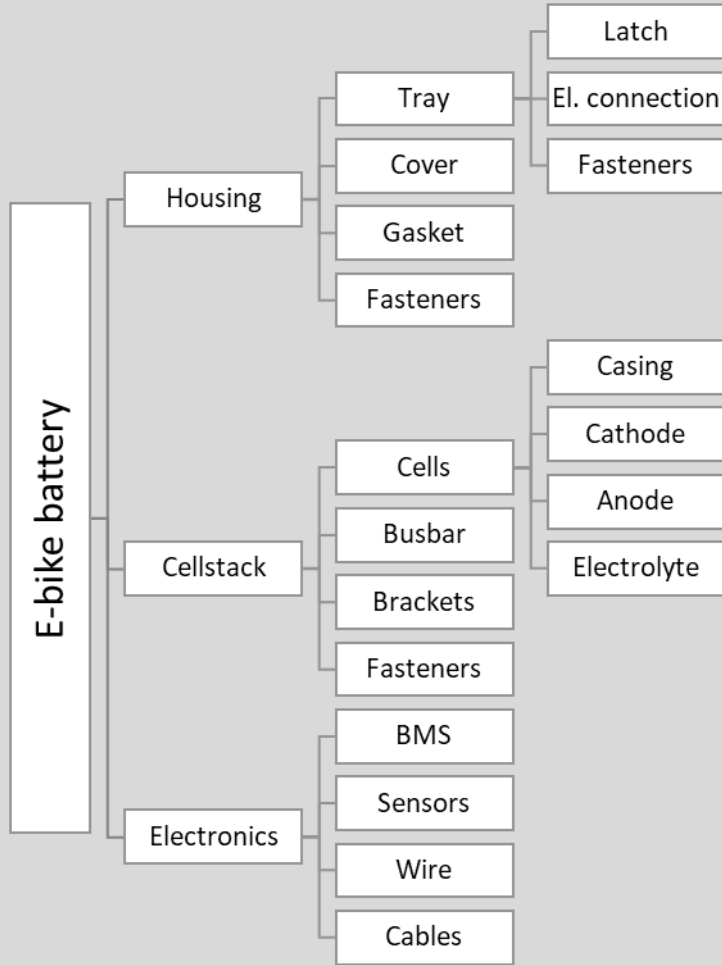 E-bike battery
Housing
Tray
Latch
El. connection
Fasteners
Cover
Gasket
Fasteners
Cellstack
Cells
Casing
Cathode
Anode
Electrolyte
Busbar
Brackets
Fasteners
Electronics
BMS
Sensors
Wire
Cables